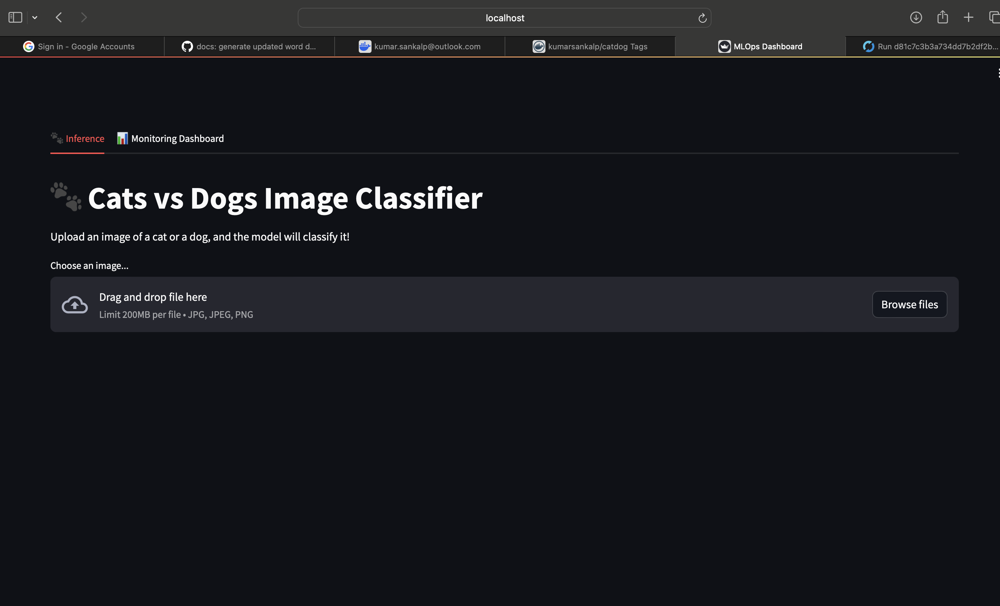 localhost
Sign in - Google Accounts
docs: generate updated word d...
kumar.sankalp@outlook.com
kumarsankalp/catdog Tags
MLOps Dashboard
Run d81c7c3b3a734dd7b2df2b...
Inference
Monitoring Dashboard
Cats vs Dogs Image Classifier
Upload an image of a cat or a dog, and the model will classify it!
Choose an image...
Drag and drop file here
Limit 200MB per file • JPG, JPEG, PNG
Browse files